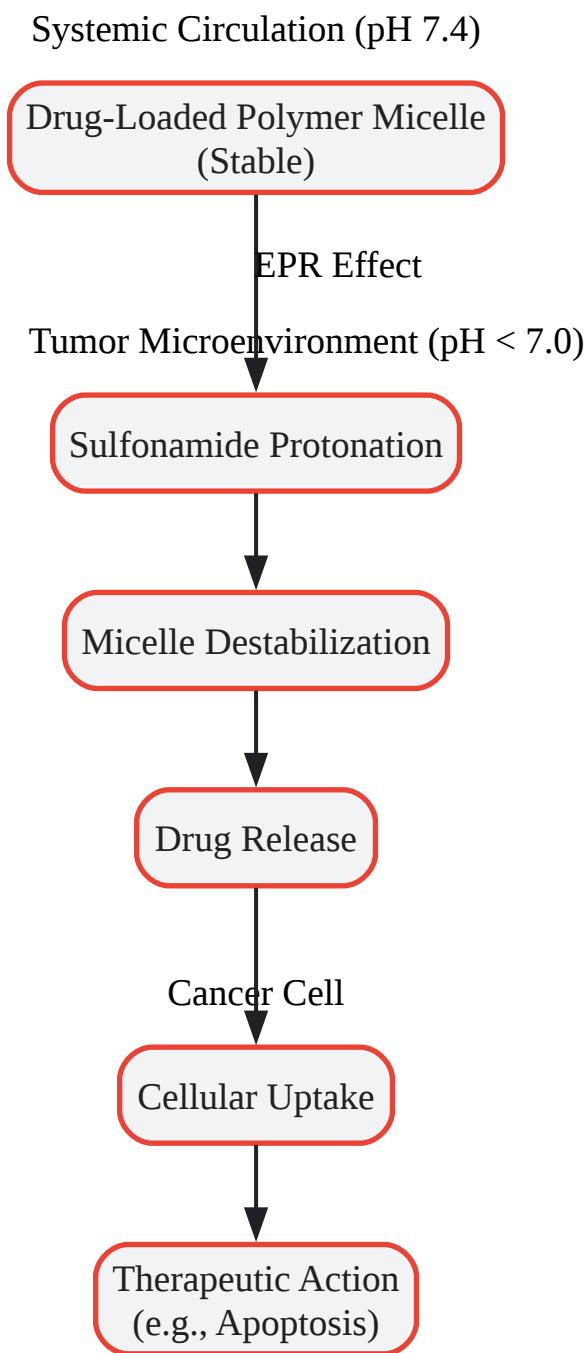 Systemic Circulation (pH 7.4)
Drug-Loaded Polymer Micelle
(Stable)
EPR Effect
Tumor Microenvironment (pH < 7.0)
Sulfonamide Protonation
Micelle Destabilization
Drug Release
Cancer Cell
Cellular Uptake
Therapeutic Action
(e.g., Apoptosis)